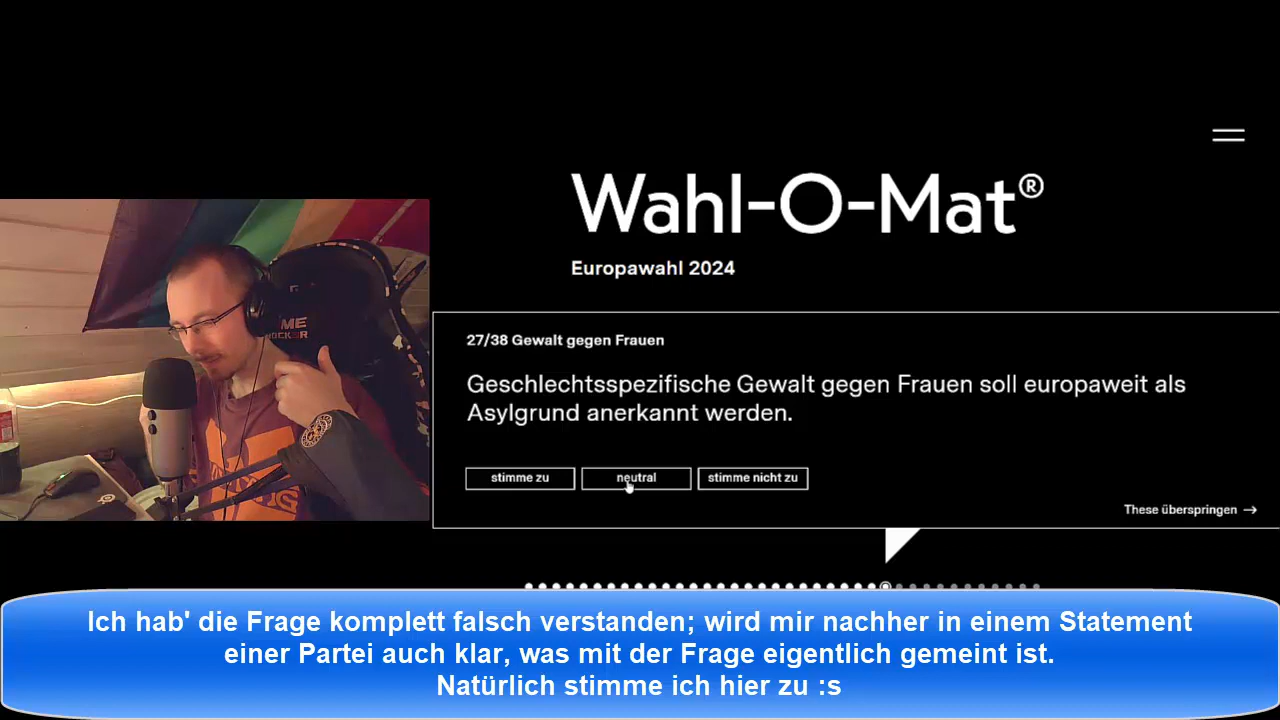 Wahl-O-Mat®
Europawahl 2024
27/38 Gewalt gegen Frauen
Geschlechtsspezifische Gewalt gegen Frauen soll europaweit als
Asylgrund anerkannt werden.
stimme zu
neutral
stimme nicht zu
These überspringen →
Ich hab' die Frage komplett falsch verstanden; wird mir nachher in einem Statement
einer Partei auch klar, was mit der Frage eigentlich gemeint ist.
Natürlich stimme ich hier zu :s